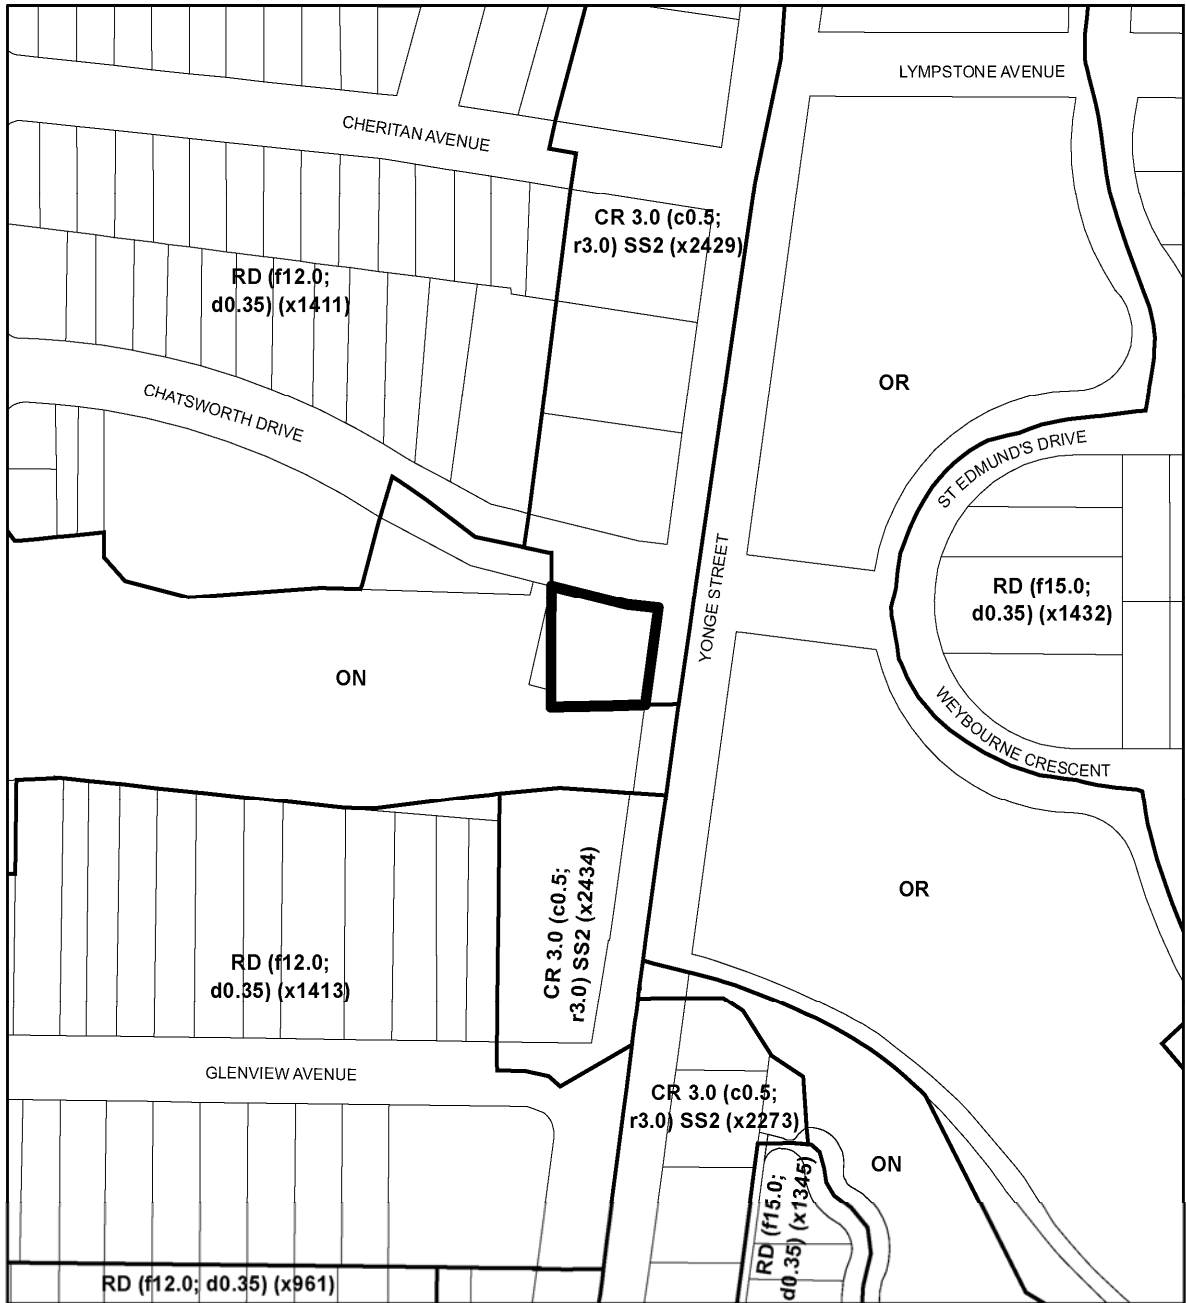 LYMPSTONE AVENUE
CHERITAN AVENUE
CR 3.0 (c0.5;
r3.0) SS2 (x2429)
RD (f12.0;
d0.35) (x1411)
OR
CHATSWORTH DRIVE
ST EDMUND'S DRIVE
YONGE STREET
RD (f15.0;
d0.35) (x1432)
ON
WEYBOURNE CRESCENT
CR 3.0 (c0.5;
r3.0) SS2 (x2434)
OR
RD (f12.0;
d0.35) (x1413)
GLENVIEW AVENUE
CR 3.0 (c0.5;
r3.0) SS2 (x2273)
ON
RD (f15.0;
d0.35) (x1345)
RD (f12.0; d0.35) (x961)